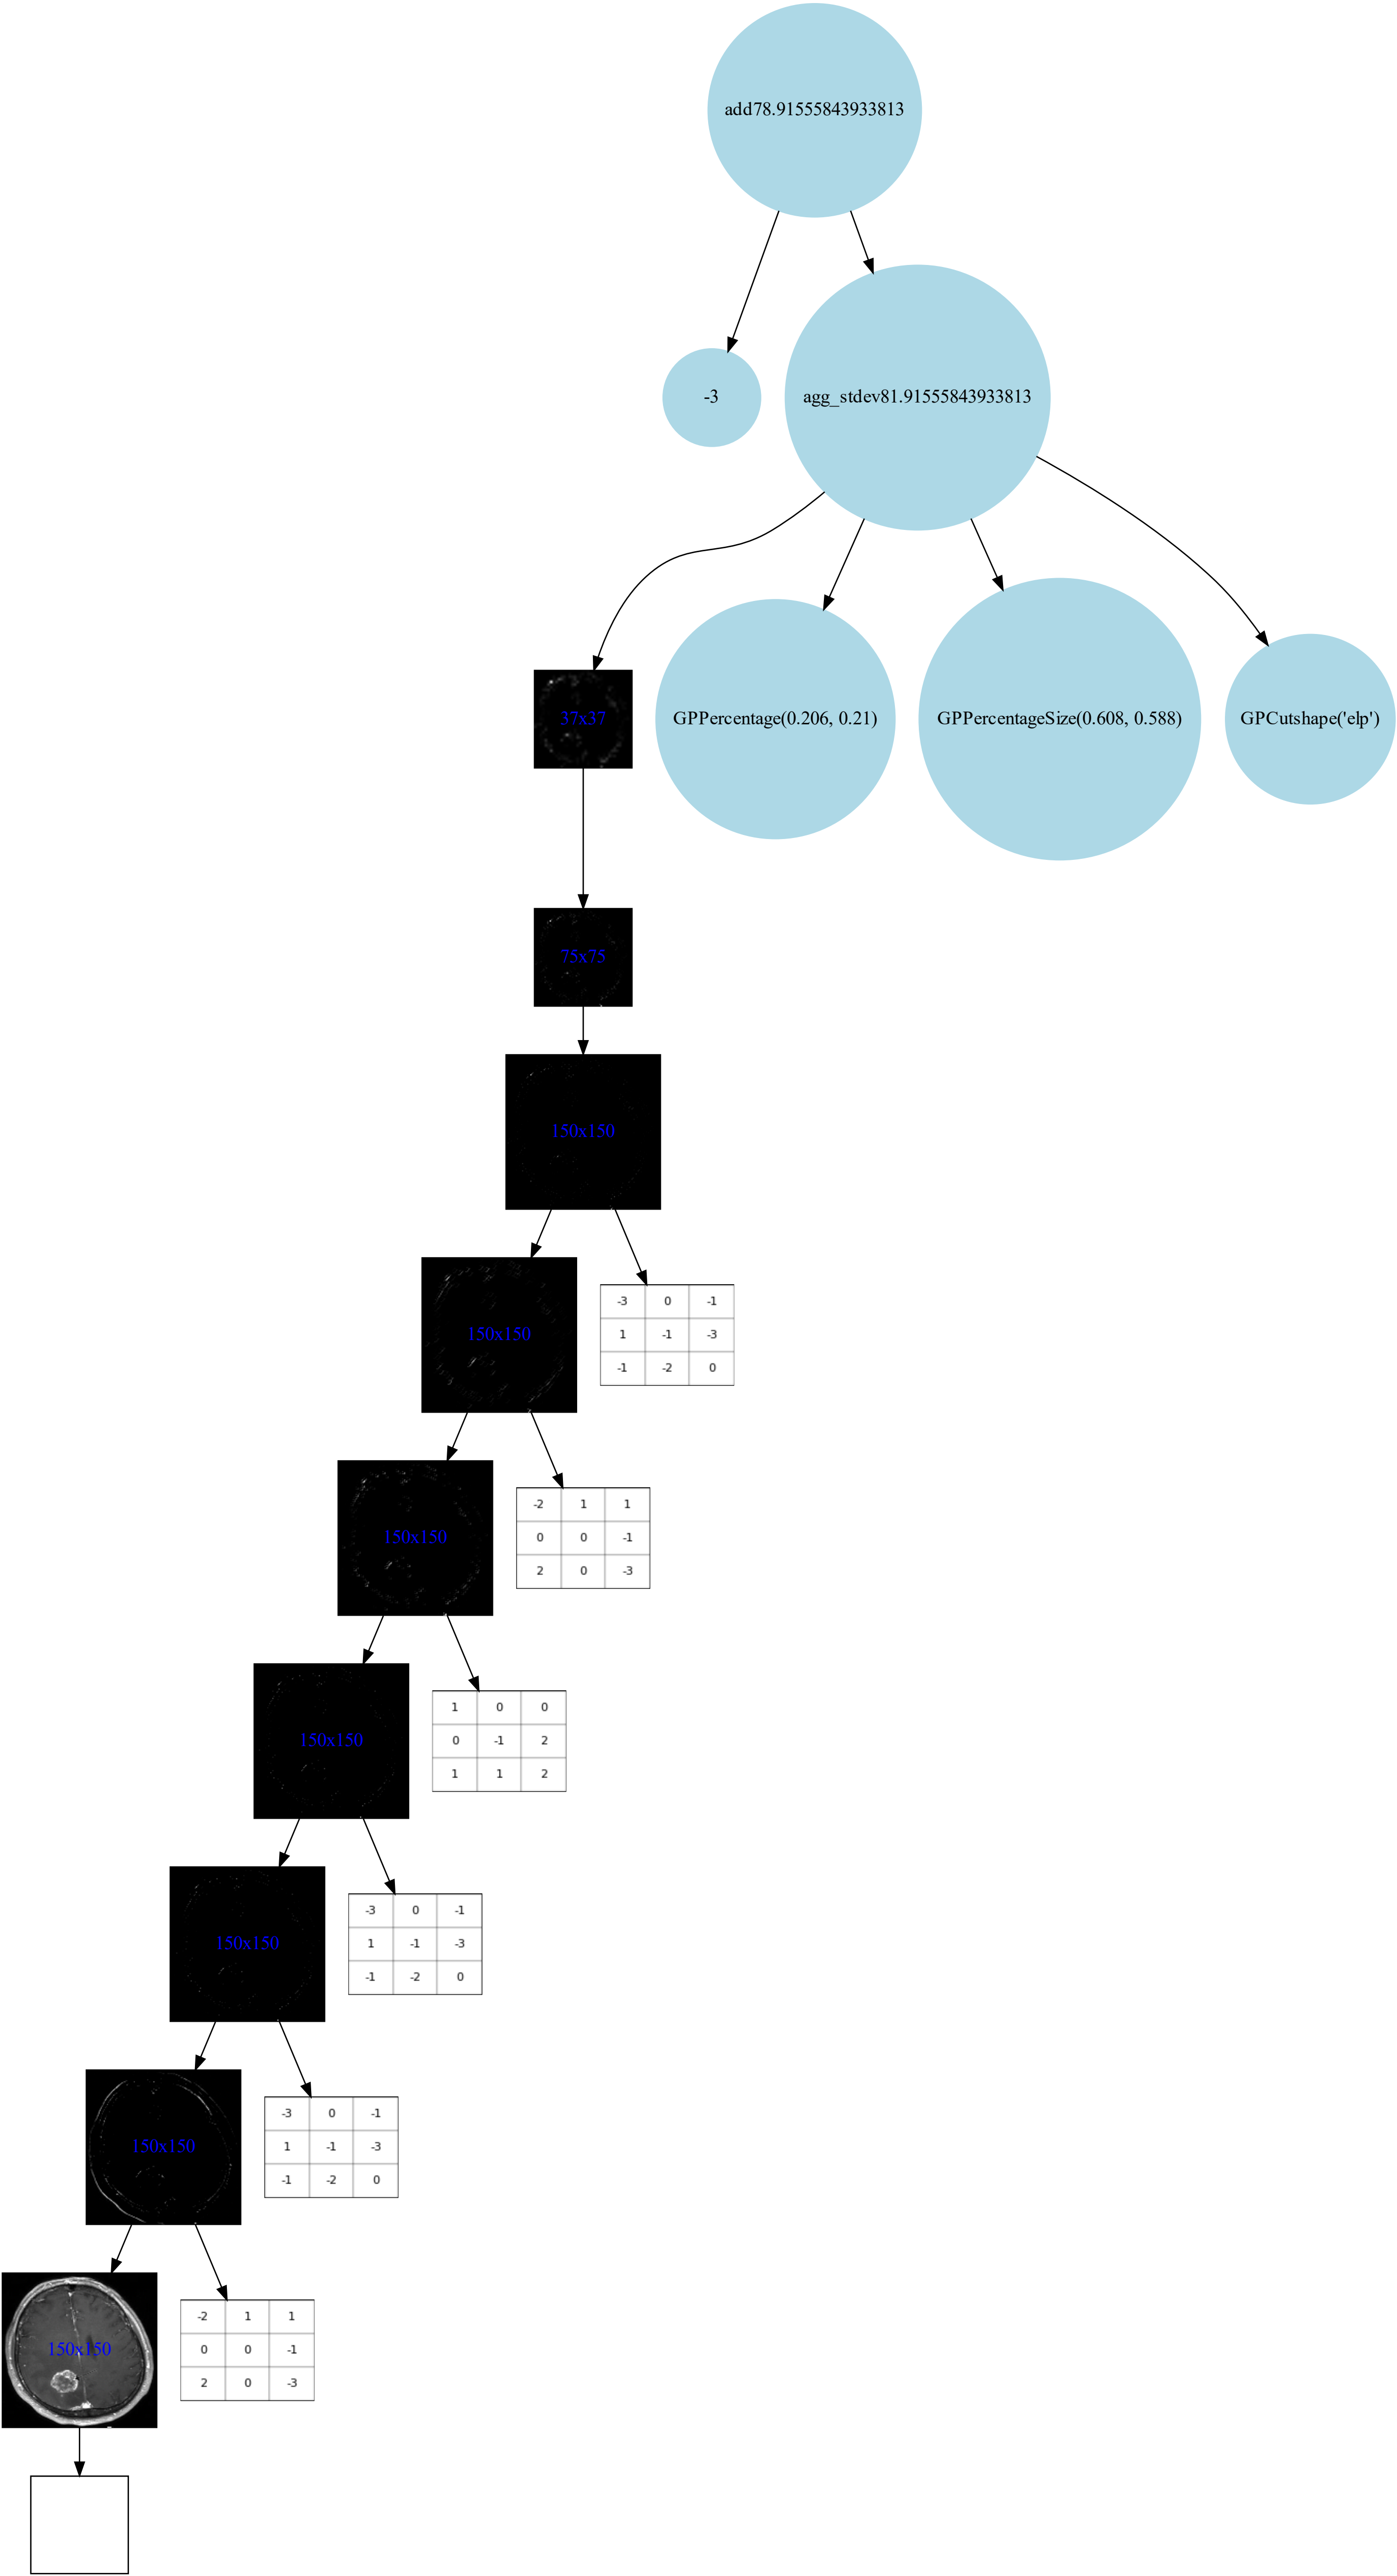 add78.91555843933813
-3
agg_stdev81.91555843933813
37x37
GPPercentage(0.206, 0.21)
GPPercentageSize(0.608, 0.588)
GPCutshape('elp')
75x75
150x150
150x150
-3 0 -1
1 -1 -3
-1 -2 0
150x150
-2 1 1
0 0 -1
2 0 -3
150x150
1 0 0
0 -1 2
1 1 2
150x150
-3 0 -1
1 -1 -3
-1 -2 0
150x150
-3 0 -1
1 -1 -3
-1 -2 0
150x150
-2 1 1
0 0 -1
2 0 -3